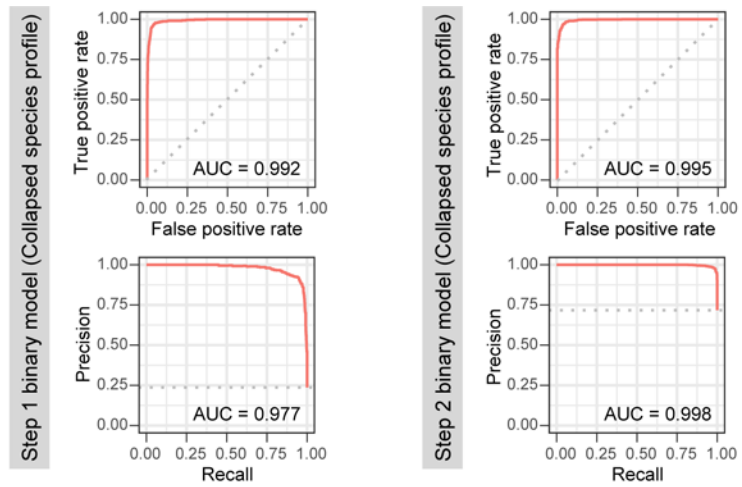 Step 1 binary model (Collapsed species profile)
True positive rate
1.00
0.75
0.50
0.25
0.00
AUC = 0.992
0.00 0.25 0.50 0.75 1.00
False positive rate
Precision
1.00
0.75
0.50
0.25
0.00
AUC = 0.977
0.00 0.25 0.50 0.75 1.00
Recall
Step 2 binary model (Collapsed species profile)
True positive rate
1.00
0.75
0.50
0.25
0.00
AUC = 0.995
0.00 0.25 0.50 0.75 1.00
False positive rate
Precision
1.00
0.75
0.50
0.25
0.00
AUC = 0.998
0.00 0.25 0.50 0.75 1.00
Recall